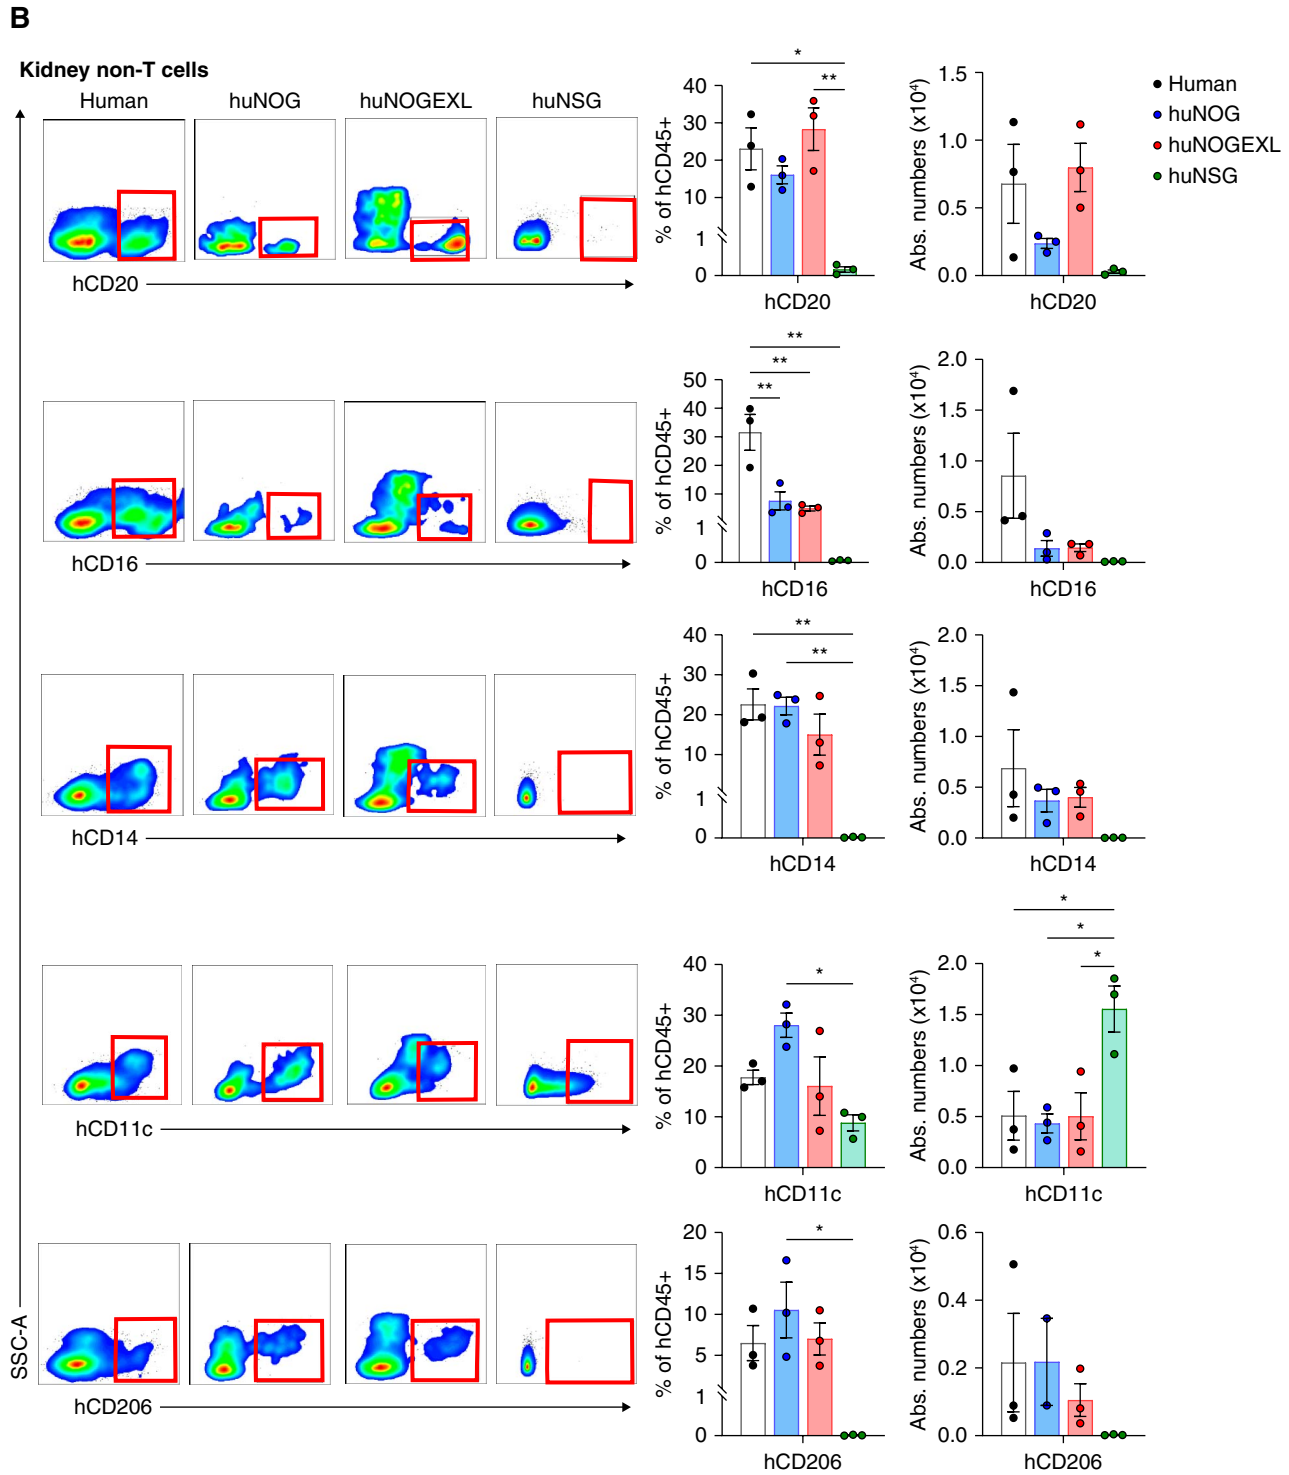 B
Kidney non-T cells
Human huNOG huNOGEXL huNSG
hCD20
% of hCD45+
40
30
20
10
1
0
*
**
hCD20
Abs. numbers (x10⁴)
1.5
1.0
0.5
0.0
hCD20
Human
huNOG
huNOGEXL
huNSG
hCD16
% of hCD45+
50
40
30
20
10
1
0
**
**
**
hCD16
Abs. numbers (x10⁴)
2.0
1.5
1.0
0.5
0.0
hCD16
hCD14
% of hCD45+
40
30
20
10
1
0
**
**
hCD14
Abs. numbers (x10⁴)
2.0
1.5
1.0
0.5
0.0
hCD14
hCD11c
% of hCD45+
40
30
20
10
0
*
hCD11c
Abs. numbers (x10⁴)
2.0
1.5
1.0
0.5
0.0
*
*
*
hCD11c
SSC-A
hCD206
% of hCD45+
20
15
10
5
1
0
*
hCD206
Abs. numbers (x10⁴)
0.6
0.4
0.2
0.0
hCD206